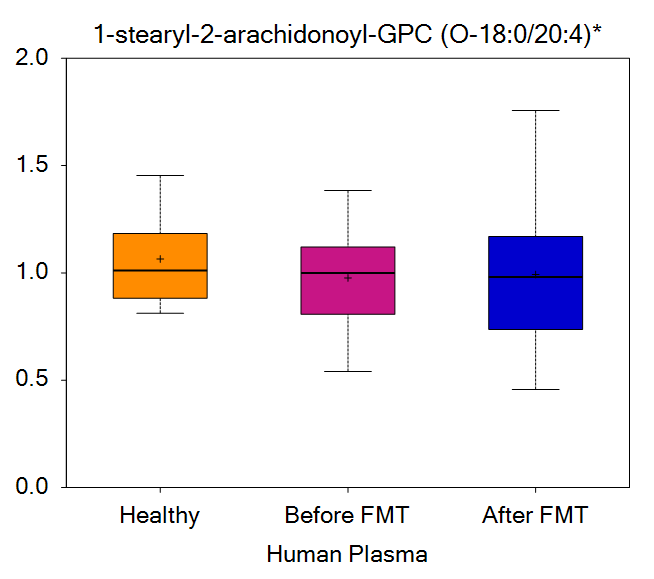 1-stearyl-2-arachidonoyl-GPC (O-18:0/20:4)*
2.0
1.5
1.0
0.5
0.0
Healthy Before FMT After FMT
Human Plasma